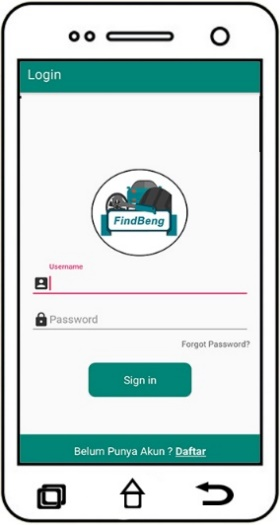 Login
FindBeng
Username
Password
Forgot Password?
Sign in
Belum Punya Akun ? Daftar